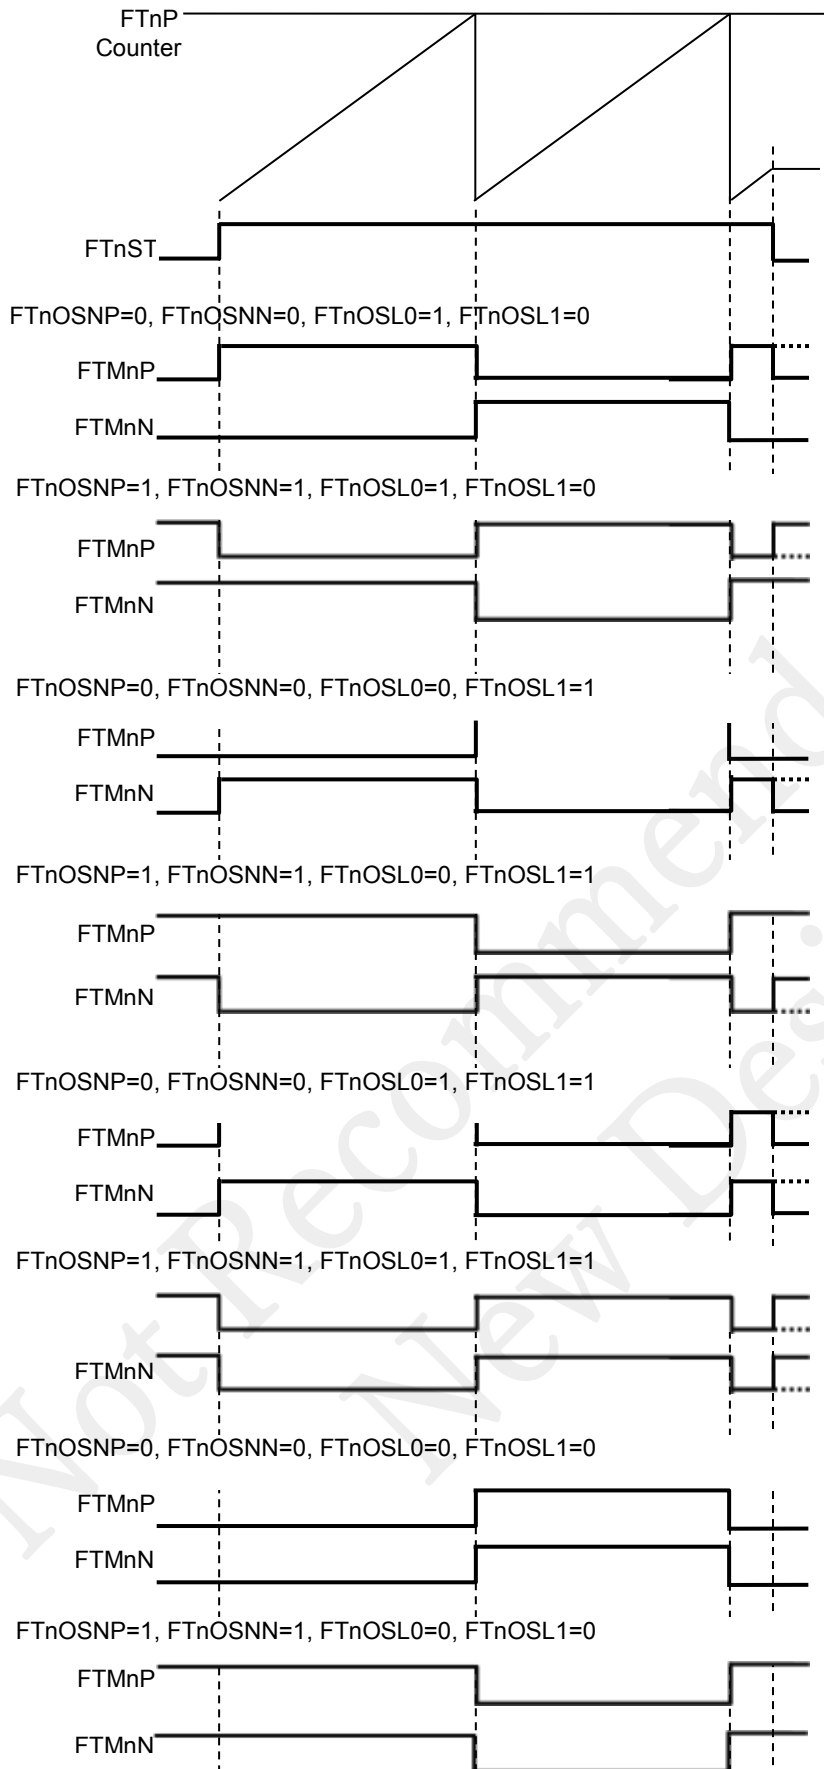 FTnP
Counter
FTnST
FTnOSNP=0, FTnOSNN=0, FTnOSL0=1, FTnOSL1=0
FTMnP
FTMnN
FTnOSNP=1, FTnOSNN=1, FTnOSL0=1, FTnOSL1=0
FTMnP
FTMnN
FTnOSNP=0, FTnOSNN=0, FTnOSL0=0, FTnOSL1=1
FTMnP
FTMnN
FTnOSNP=1, FTnOSNN=1, FTnOSL0=0, FTnOSL1=1
FTMnP
FTMnN
FTnOSNP=0, FTnOSNN=0, FTnOSL0=1, FTnOSL1=1
FTMnP
FTMnN
FTnOSNP=1, FTnOSNN=1, FTnOSL0=1, FTnOSL1=1
FTMnN
FTnOSNP=0, FTnOSNN=0, FTnOSL0=0, FTnOSL1=0
FTMnP
FTMnN
FTnOSNP=1, FTnOSNN=1, FTnOSL0=0, FTnOSL1=0
FTMnP
FTMnN
Not Recommend
New Desi